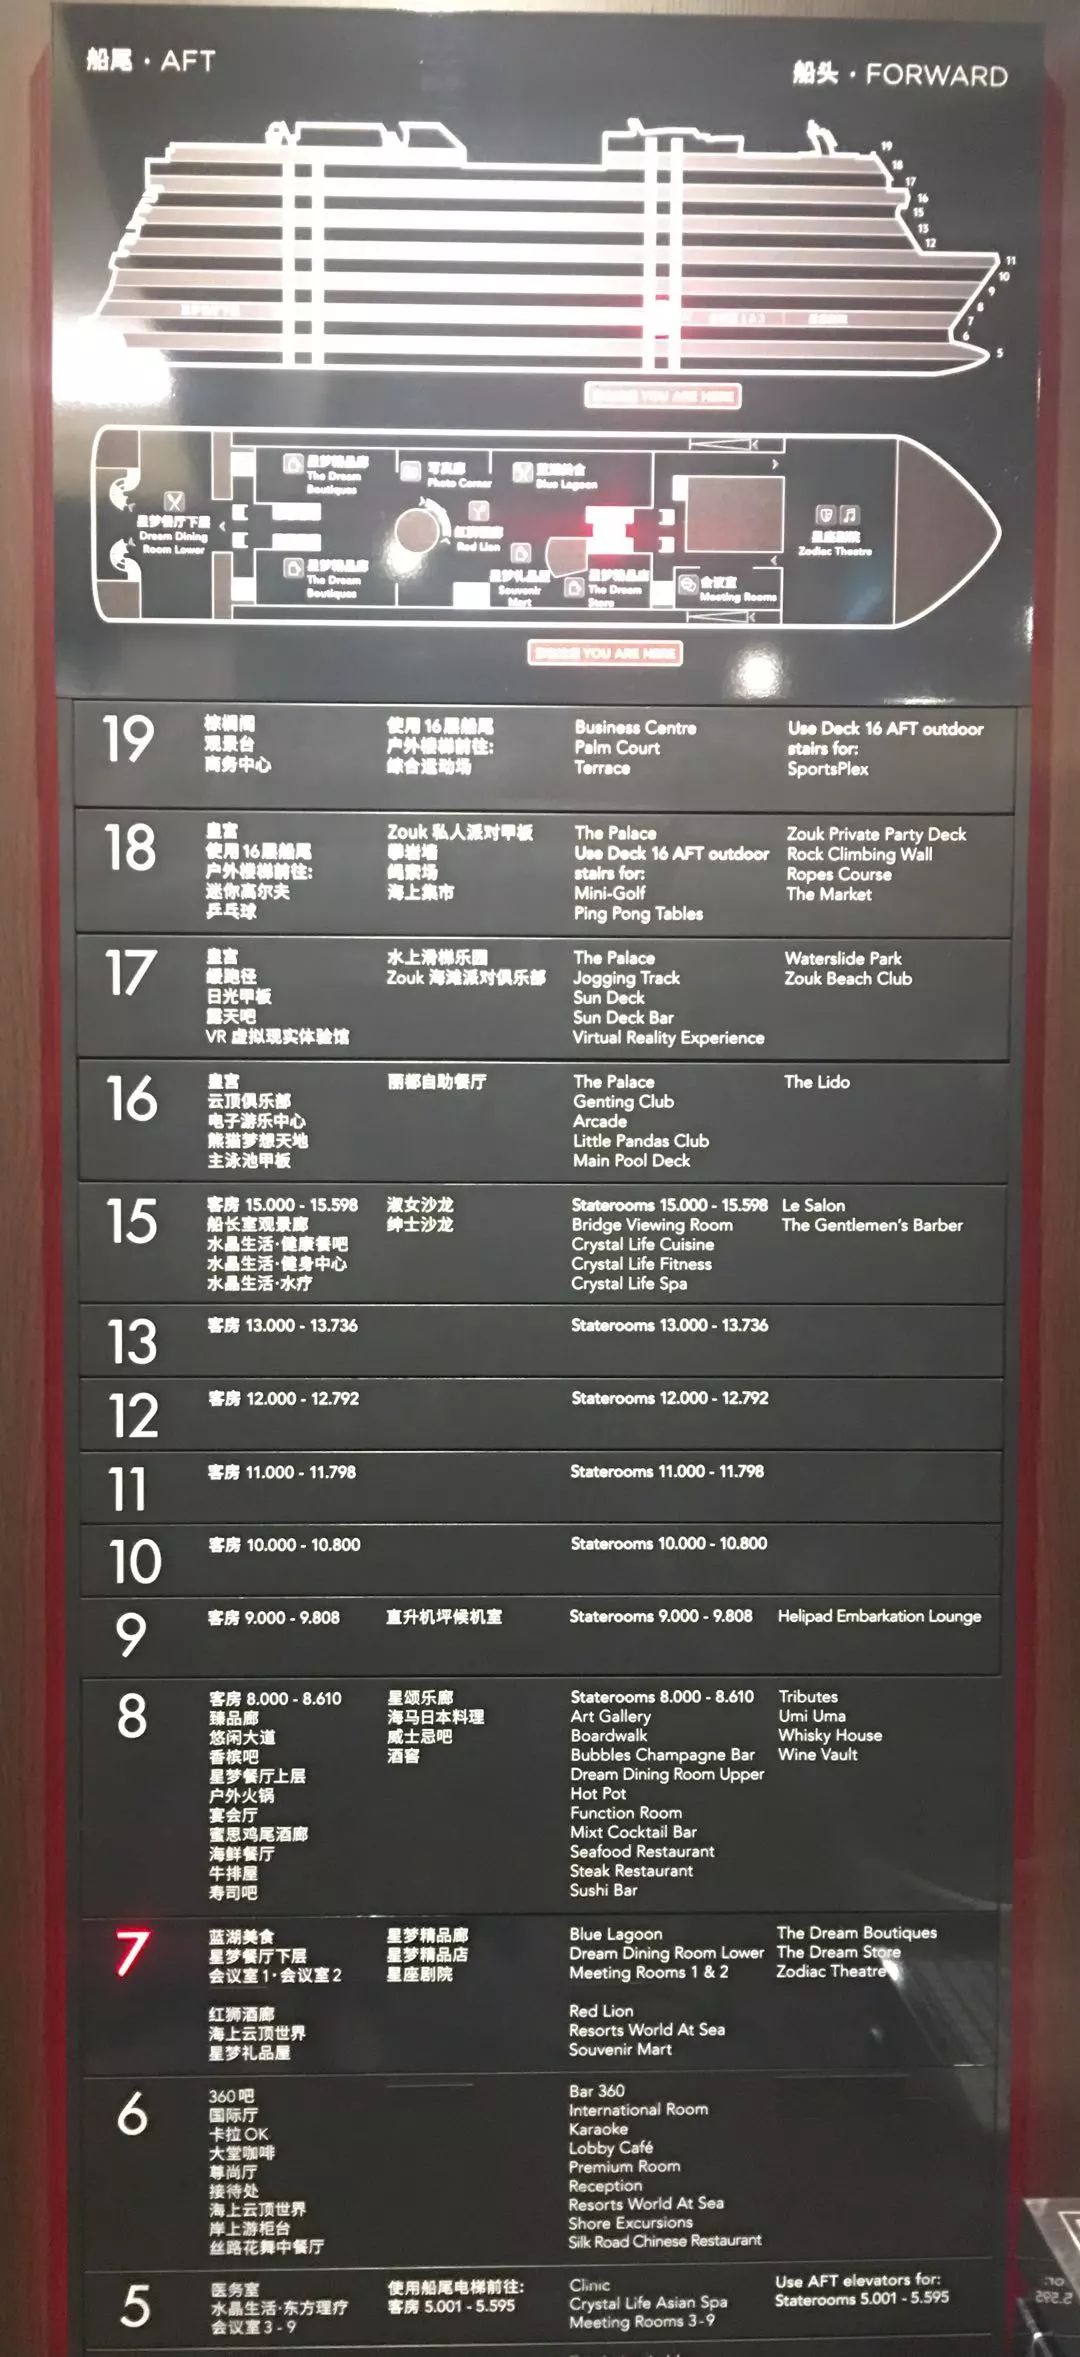 船尾 · AFT
船头 · FORWARD
19
18
17
16
15
13
12
11
10
9
8
7
6
5
YOU ARE HERE
星梦精品廊
The Dream
Boutiques
写真廊
Photo Corner
蓝湖美食
Blue Lagoon
星梦餐厅下层
Dream Dining
Room Lower
红狮酒廊
Red Lion
星座剧院
Zodiac Theatre
星梦精品廊
The Dream
Boutiques
星梦礼品屋
Souvenir
Mart
星梦精品店
The Dream
Store
会议室
Meeting Rooms
YOU ARE HERE
19
棕榈阁
观景台
商务中心
使用16层船尾
户外楼梯前往:
综合运动场
Business Centre
Palm Court
Terrace
Use Deck 16 AFT outdoor
stairs for:
SportsPlex
18
皇宫
使用16层船尾
户外楼梯前往:
迷你高尔夫
乒乓球
Zouk 私人派对甲板
攀岩墙
绳索场
海上集市
The Palace
Use Deck 16 AFT outdoor
stairs for:
Mini-Golf
Ping Pong Tables
Zouk Private Party Deck
Rock Climbing Wall
Ropes Course
The Market
17
皇宫
缓跑径
日光甲板
露天吧
VR 虚拟现实体验馆
水上滑梯乐园
Zouk 海滩派对俱乐部
The Palace
Jogging Track
Sun Deck
Sun Deck Bar
Virtual Reality Experience
Waterslide Park
Zouk Beach Club
16
皇宫
云顶俱乐部
电子游乐中心
熊猫梦想天地
主泳池甲板
丽都自助餐厅
The Palace
Genting Club
Arcade
Little Pandas Club
Main Pool Deck
The Lido
15
客房 15.000 - 15.598
船长室观景廊
水晶生活·健康餐吧
水晶生活·健身中心
水晶生活·水疗
淑女沙龙
绅士沙龙
Staterooms 15.000 - 15.598
Bridge Viewing Room
Crystal Life Cuisine
Crystal Life Fitness
Crystal Life Spa
Le Salon
The Gentlemen's Barber
13
客房 13.000 - 13.736
Staterooms 13.000 - 13.736
12
客房 12.000 - 12.792
Staterooms 12.000 - 12.792
11
客房 11.000 - 11.798
Staterooms 11.000 - 11.798
10
客房 10.000 - 10.800
Staterooms 10.000 - 10.800
9
客房 9.000 - 9.808
直升机坪候机室
Staterooms 9.000 - 9.808
Helipad Embarkation Lounge
8
客房 8.000 - 8.610
臻品廊
悠闲大道
香槟吧
星梦餐厅上层
户外火锅
宴会厅
蜜思鸡尾酒廊
海鲜餐厅
牛排屋
寿司吧
星颂乐廊
海马日本料理
威士忌吧
酒窖
Staterooms 8.000 - 8.610
Art Gallery
Boardwalk
Bubbles Champagne Bar
Dream Dining Room Upper
Hot Pot
Function Room
Mixt Cocktail Bar
Seafood Restaurant
Steak Restaurant
Sushi Bar
Tributes
Umi Uma
Whisky House
Wine Vault
7
蓝湖美食
星梦餐厅下层
会议室1·会议室2
红狮酒廊
海上云顶世界
星梦礼品屋
星梦精品廊
星梦精品店
星座剧院
Blue Lagoon
Dream Dining Room Lower
Meeting Rooms 1 & 2
Red Lion
Resorts World At Sea
Souvenir Mart
The Dream Boutiques
The Dream Store
Zodiac Theatre
6
360吧
国际厅
卡拉OK
大堂咖啡
尊尚厅
接待处
海上云顶世界
岸上游柜台
丝路花舞中餐厅
Bar 360
International Room
Karaoke
Lobby Café
Premium Room
Reception
Resorts World At Sea
Shore Excursions
Silk Road Chinese Restaurant
5
医务室
水晶生活·东方理疗
会议室3-9
使用船尾电梯前往:
客房 5.001 - 5.595
Clinic
Crystal Life Asian Spa
Meeting Rooms 3-9
Use AFT elevators for:
Staterooms 5.001 - 5.595